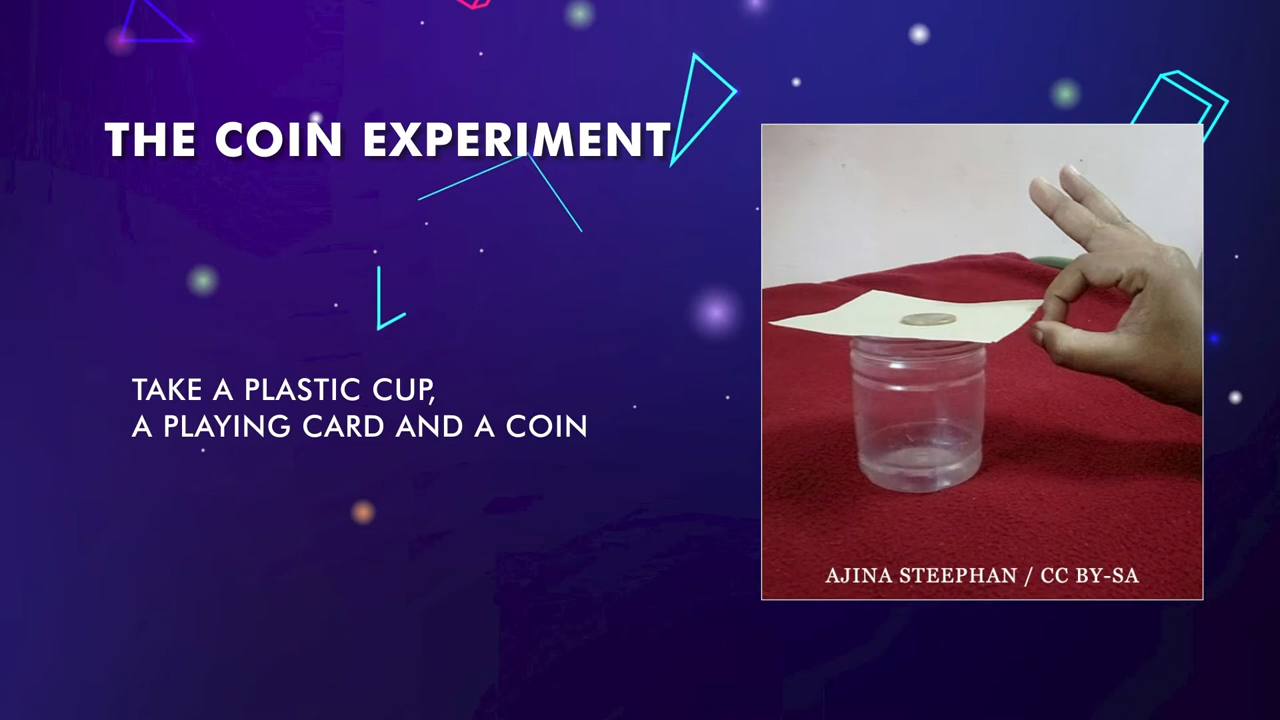 THE COIN EXPERIMENT
TAKE A PLASTIC CUP,
A PLAYING CARD AND A COIN
AJINA STEEPHAN / CC BY-SA